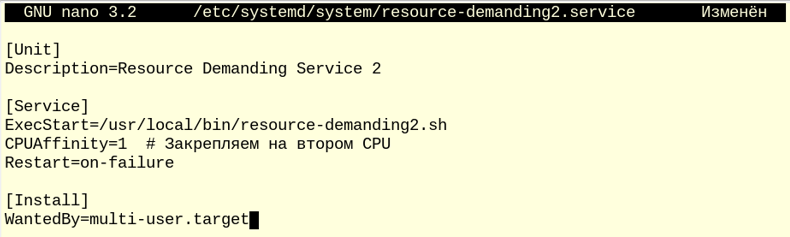 GNU nano 3.2 /etc/systemd/system/resource-demanding2.service Изменён
[Unit]
Description=Resource Demanding Service 2
[Service]
ExecStart=/usr/local/bin/resource-demanding2.sh
CPUAffinity=1  # Закрепляем на втором CPU
Restart=on-failure
[Install]
WantedBy=multi-user.target